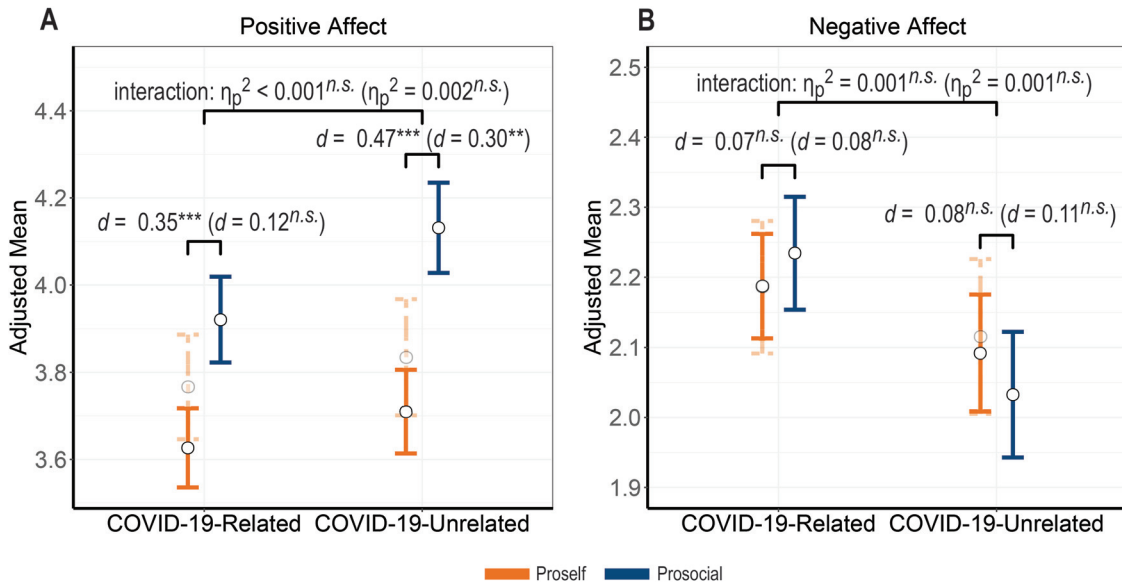 A
Positive Affect
Adjusted Mean
4.4
4.2
4.0
3.8
3.6
interaction: ηp² < 0.001n.s. (ηp² = 0.002n.s.)
d = 0.47*** (d = 0.30**)
d = 0.35*** (d = 0.12n.s.)
COVID-19-Related
COVID-19-Unrelated
B
Negative Affect
Adjusted Mean
2.5
2.4
2.3
2.2
2.1
2.0
1.9
interaction: ηp² = 0.001n.s. (ηp² = 0.001n.s.)
d = 0.07n.s. (d = 0.08n.s.)
d = 0.08n.s. (d = 0.11n.s.)
COVID-19-Related
COVID-19-Unrelated
Proself
Prosocial